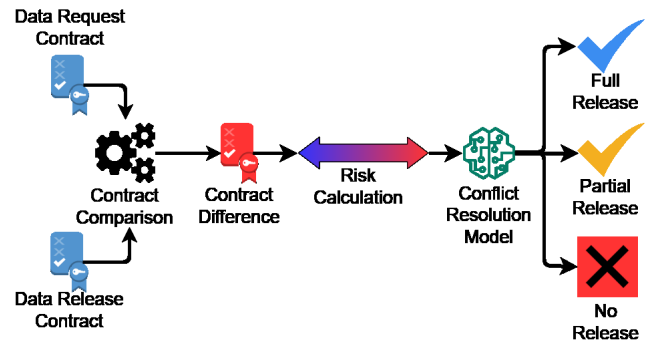 Data Request
Contract
Contract
Comparison
Data Release
Contract
Contract
Difference
Risk
Calculation
Conflict
Resolution
Model
Full
Release
Partial
Release
No
Release